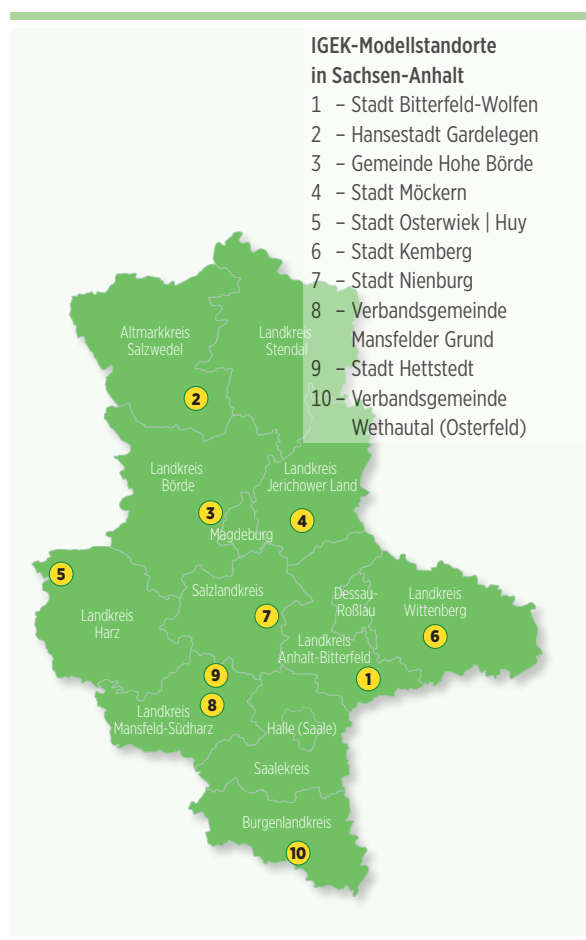 IGEK-Modellstandorte
in Sachsen-Anhalt
1 – Stadt Bitterfeld-Wolfen
2 – Hansestadt Gardelegen
3 – Gemeinde Hohe Börde
4 – Stadt Möckern
5 – Stadt Osterwiek | Huy
6 – Stadt Kemberg
7 – Stadt Nienburg
8 – Verbandsgemeinde
Mansfelder Grund
9 – Stadt Hettstedt
10 – Verbandsgemeinde
Wethautal (Osterfeld)
Altmarkkreis
Salzwedel
Landkreis
Stendal
2
Landkreis
Börde
Landkreis
Jerichower Land
3
4
Magdeburg
5
Landkreis
Harz
Salzlandkreis
7
Dessau-
Roßlau
Landkreis
Wittenberg
6
Landkreis
Anhalt-Bitterfeld
1
9
8
Landkreis
Mansfeld-Südharz
Halle (Saale)
Saalekreis
Burgenlandkreis
10